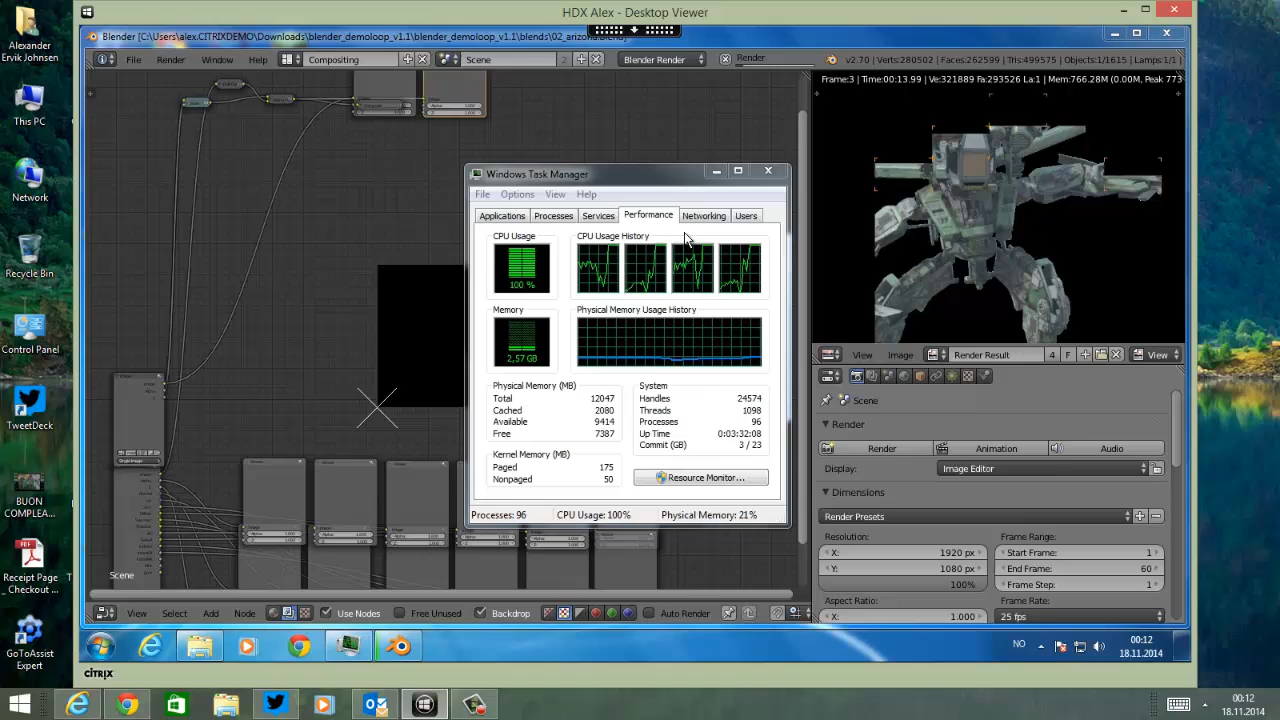 HDX Alex - Desktop Viewer
Alexander
Ervik Johnsen
This PC
Network
Recycle Bin
Control Panel
TweetDeck
BUON
COMPLEA...
Receipt Page
- Checkout ...
GoToAssist
Expert
Blender [C:\Users\alex.CITRIXDEMO\Downloads\blender_demoloop_v1.1\blender_demoloop_v1.1\blends\02_arizona.blend]
File Render Window Help Compositing Scene 2 Blender Render Render v2.70 | Verts:280502 | Faces:262599 | Tris:499575 | Objects:1/1615 | Lamps:1/1
Frame:3 | Time:00:13.99 | Ve:321889 Fa:293526 La:1 | Mem:766.28M (0.00M, Peak 773
Windows Task Manager
File Options View Help
Applications Processes Services Performance Networking Users
CPU Usage CPU Usage History
100 %
Memory Physical Memory Usage History
2,57 GB
Physical Memory (MB)
Total 12047
Cached 2080
Available 9414
Free 7387
Kernel Memory (MB)
Paged 175
Nonpaged 50
System
Handles 24574
Threads 1098
Processes 96
Up Time 0:03:32:08
Commit (GB) 3 / 23
Resource Monitor...
Processes: 96 CPU Usage: 100% Physical Memory: 21%
View Image Render Result 4 F View
Scene
Render
Render Animation Audio
Display: Image Editor
Dimensions
Render Presets
Resolution: Frame Range:
X: 1920 px Start Frame: 1
Y: 1080 px End Frame: 60
100% Frame Step: 1
Aspect Ratio: Frame Rate:
X: 1.000 25 fps
Scene
View Select Add Node Use Nodes Free Unused Backdrop Auto Render
NO
00:12
18.11.2014
CITRIX
00:12
18.11.2014